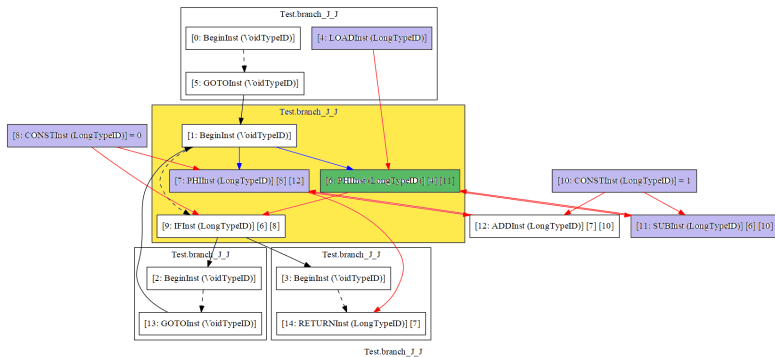 Test.branch_J_J
[0: BeginInst (VoidTypeID)]
[4: LOADInst (LongTypeID)]
[5: GOTOInst (VoidTypeID)]
Test.branch_J_J
[8: CONSTInst (LongTypeID)] = 0
[1: BeginInst (VoidTypeID)]
[7: PHIInst (LongTypeID)] [8] [12]
[6: PHIInst (LongTypeID)] [4] [11]
[10: CONSTInst (LongTypeID)] = 1
[9: IFInst (LongTypeID)] [6] [8]
[12: ADDInst (LongTypeID)] [7] [10]
[11: SUBInst (LongTypeID)] [6] [10]
Test.branch_J_J
Test.branch_J_J
[2: BeginInst (VoidTypeID)]
[3: BeginInst (VoidTypeID)]
[13: GOTOInst (VoidTypeID)]
[14: RETURNInst (LongTypeID)] [7]
Test.branch_J_J